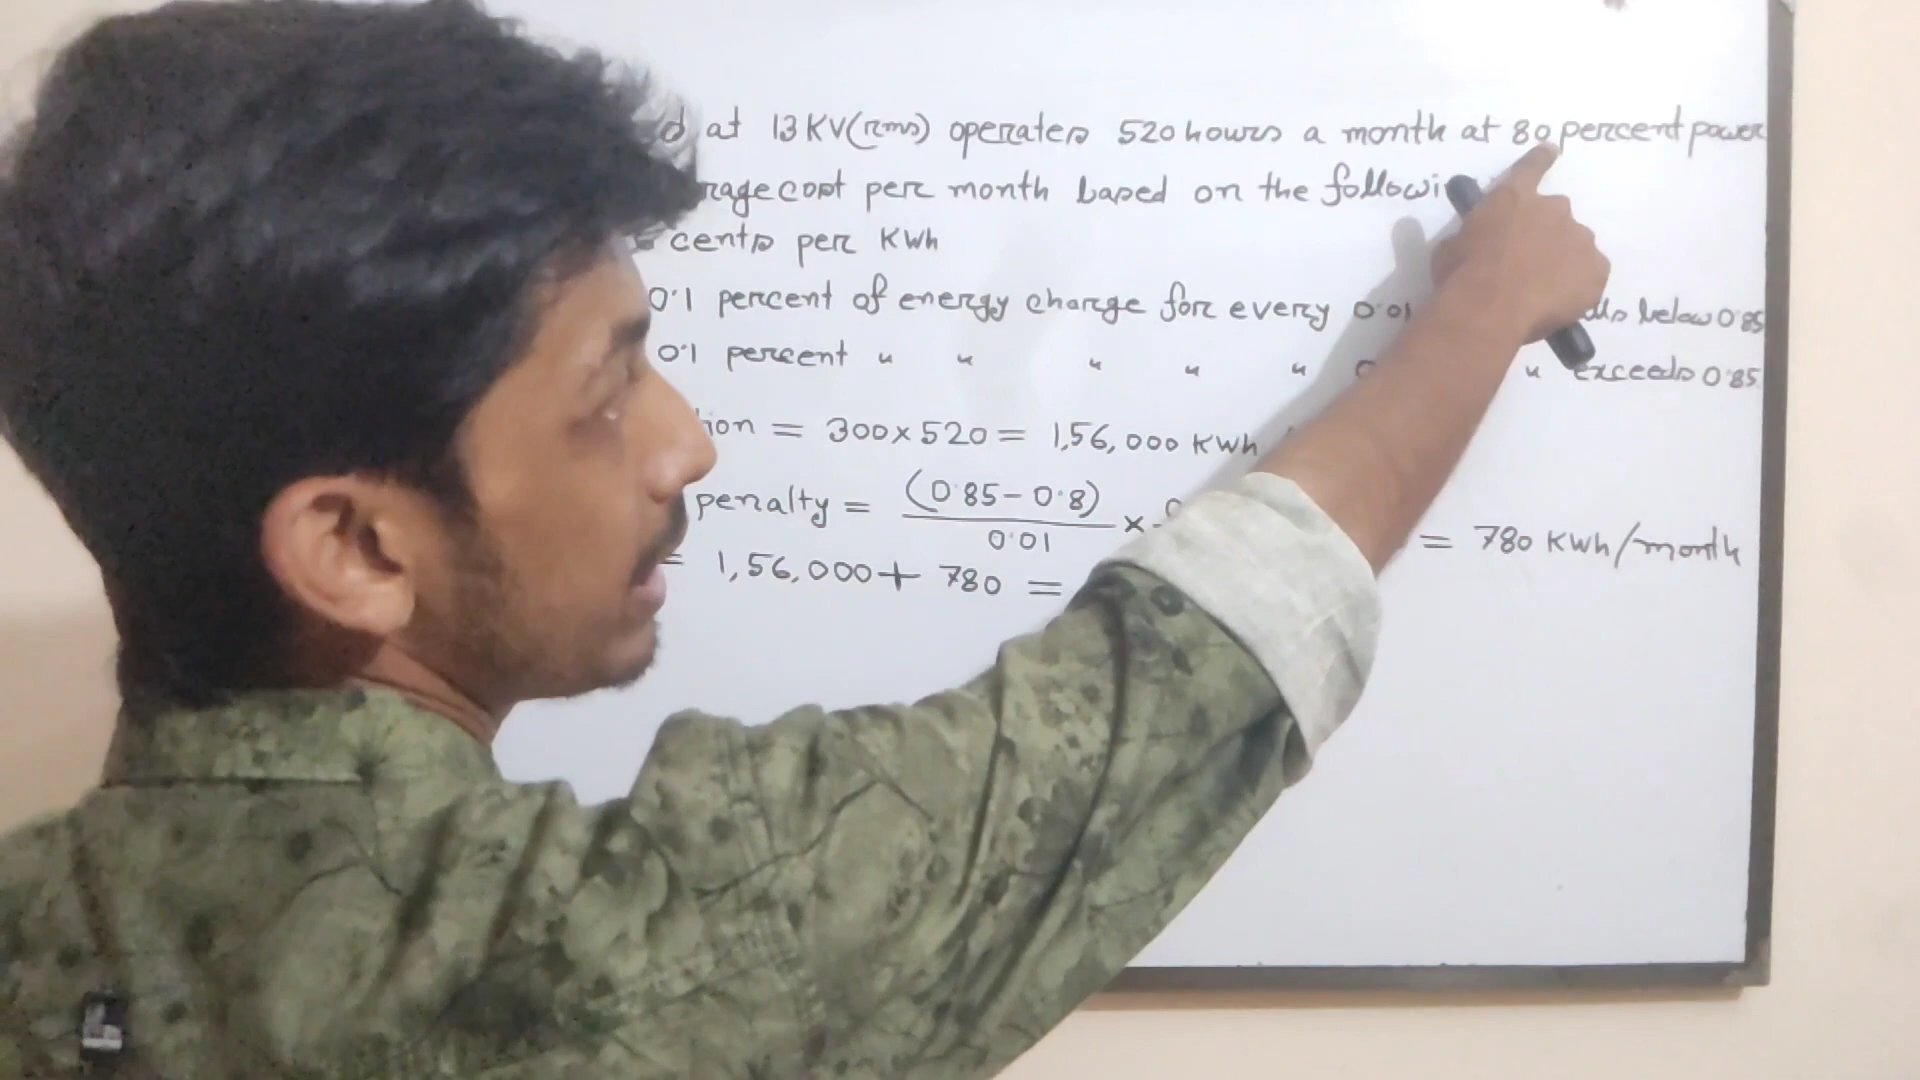 d at 13 KV(rms) operates 520 hours a month at 80 percent power
rage cost per month based on the followi
cents per KWh
0.1 percent of energy charge for every 0.01 lls below 0.85
0.1 percent " " " " " " exceeds 0.85
tion = 300 x 520 = 1,56,000 KWh
penalty = (0.85 - 0.8) / 0.01 x = 780 KWh/month
= 1,56,000 + 780 =